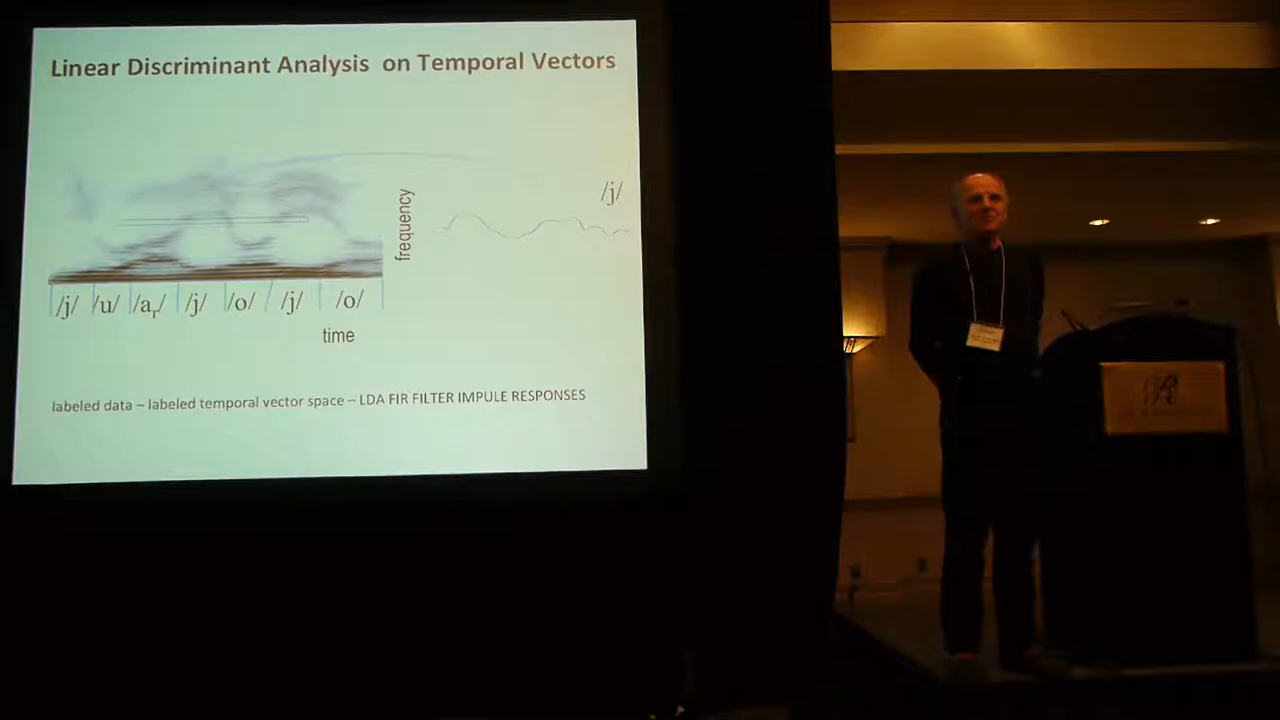 Linear Discriminant Analysis on Temporal Vectors
/j/
frequency
/j/ /u/ /ar/ /j/ /o/ /j/ /o/
time
labeled data – labeled temporal vector space – LDA FIR FILTER IMPULE RESPONSES